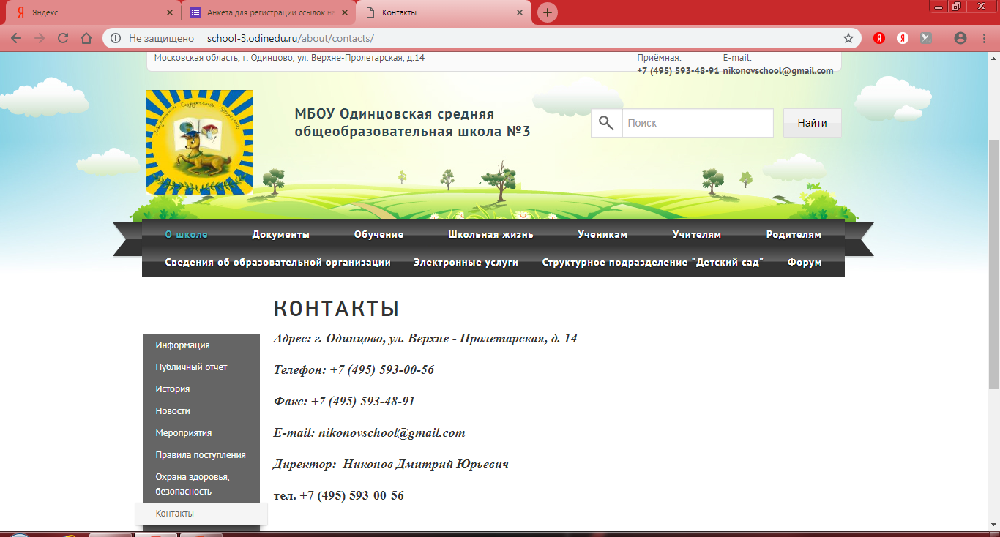 Яндекс
Анкета для регистрации ссылок на
Контакты
Не защищено
school-3.odinedu.ru/about/contacts/
Московская область, г. Одинцово, ул. Верхне-Пролетарская, д.14
Приёмная:
+7 (495) 593-48-91
E-mail:
nikonovschool@gmail.com
МБОУ Одинцовская средняя
общеобразовательная школа №3
Поиск
Найти
О школе Документы Обучение Школьная жизнь Ученикам Учителям Родителям
Сведения об образовательной организации Электронные услуги Структурное подразделение "Детский сад" Форум
КОНТАКТЫ
Адрес: г. Одинцово, ул. Верхне - Пролетарская, д. 14
Телефон: +7 (495) 593-00-56
Факс: +7 (495) 593-48-91
E-mail: nikonovschool@gmail.com
Директор: Никонов Дмитрий Юрьевич
тел. +7 (495) 593-00-56
Информация
Публичный отчёт
История
Новости
Мероприятия
Правила поступления
Охрана здоровья,
безопасность
Контакты